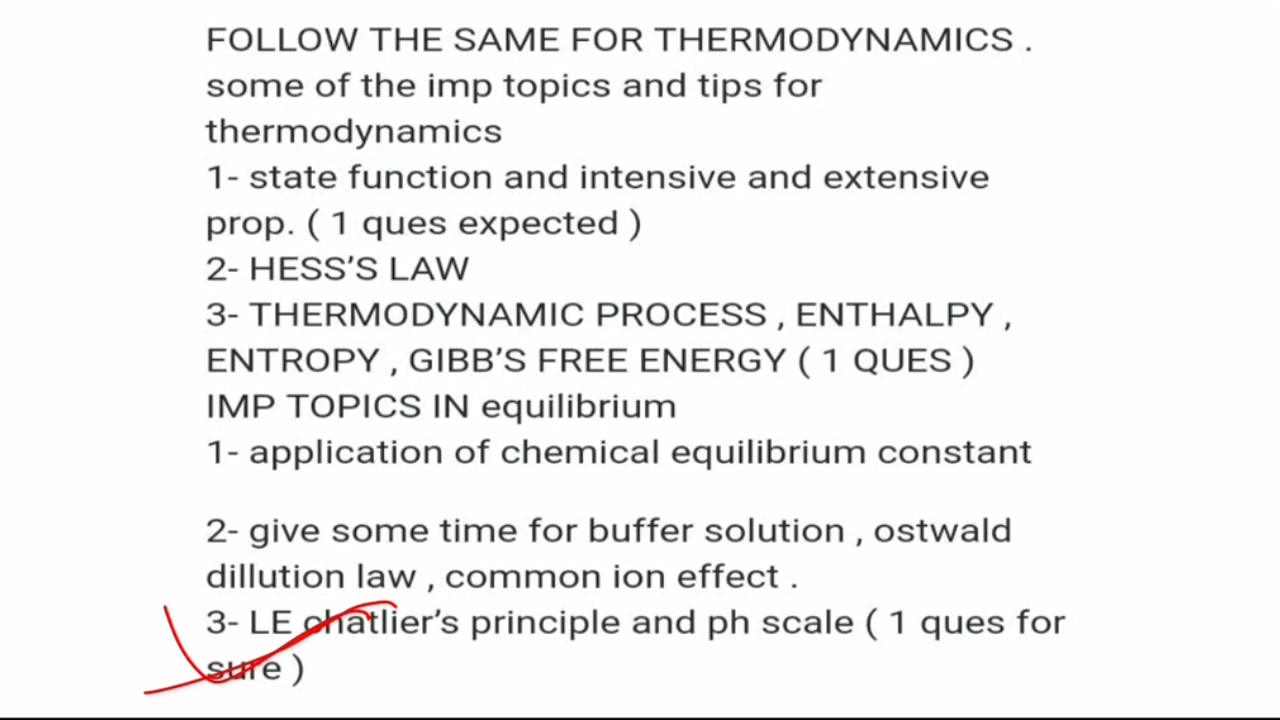 FOLLOW THE SAME FOR THERMODYNAMICS .
some of the imp topics and tips for
thermodynamics
1- state function and intensive and extensive
prop. ( 1 ques expected )
2- HESS’S LAW
3- THERMODYNAMIC PROCESS , ENTHALPY ,
ENTROPY , GIBB’S FREE ENERGY ( 1 QUES )
IMP TOPICS IN equilibrium
1- application of chemical equilibrium constant
2- give some time for buffer solution , ostwald
dillution law , common ion effect .
3- LE chatlier’s principle and ph scale ( 1 ques for
sure )